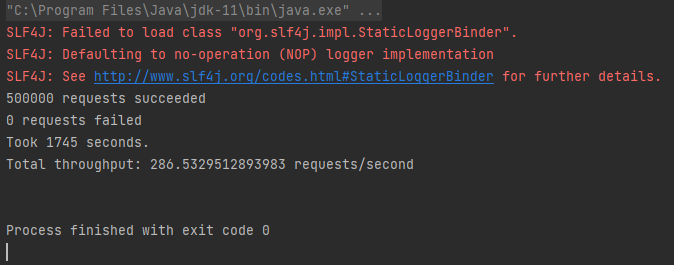 "C:\Program Files\Java\jdk-11\bin\java.exe" ...
SLF4J: Failed to load class "org.slf4j.impl.StaticLoggerBinder".
SLF4J: Defaulting to no-operation (NOP) logger implementation
SLF4J: See http://www.slf4j.org/codes.html#StaticLoggerBinder for further details.
500000 requests succeeded
0 requests failed
Took 1745 seconds.
Total throughput: 286.5329512893983 requests/second
Process finished with exit code 0